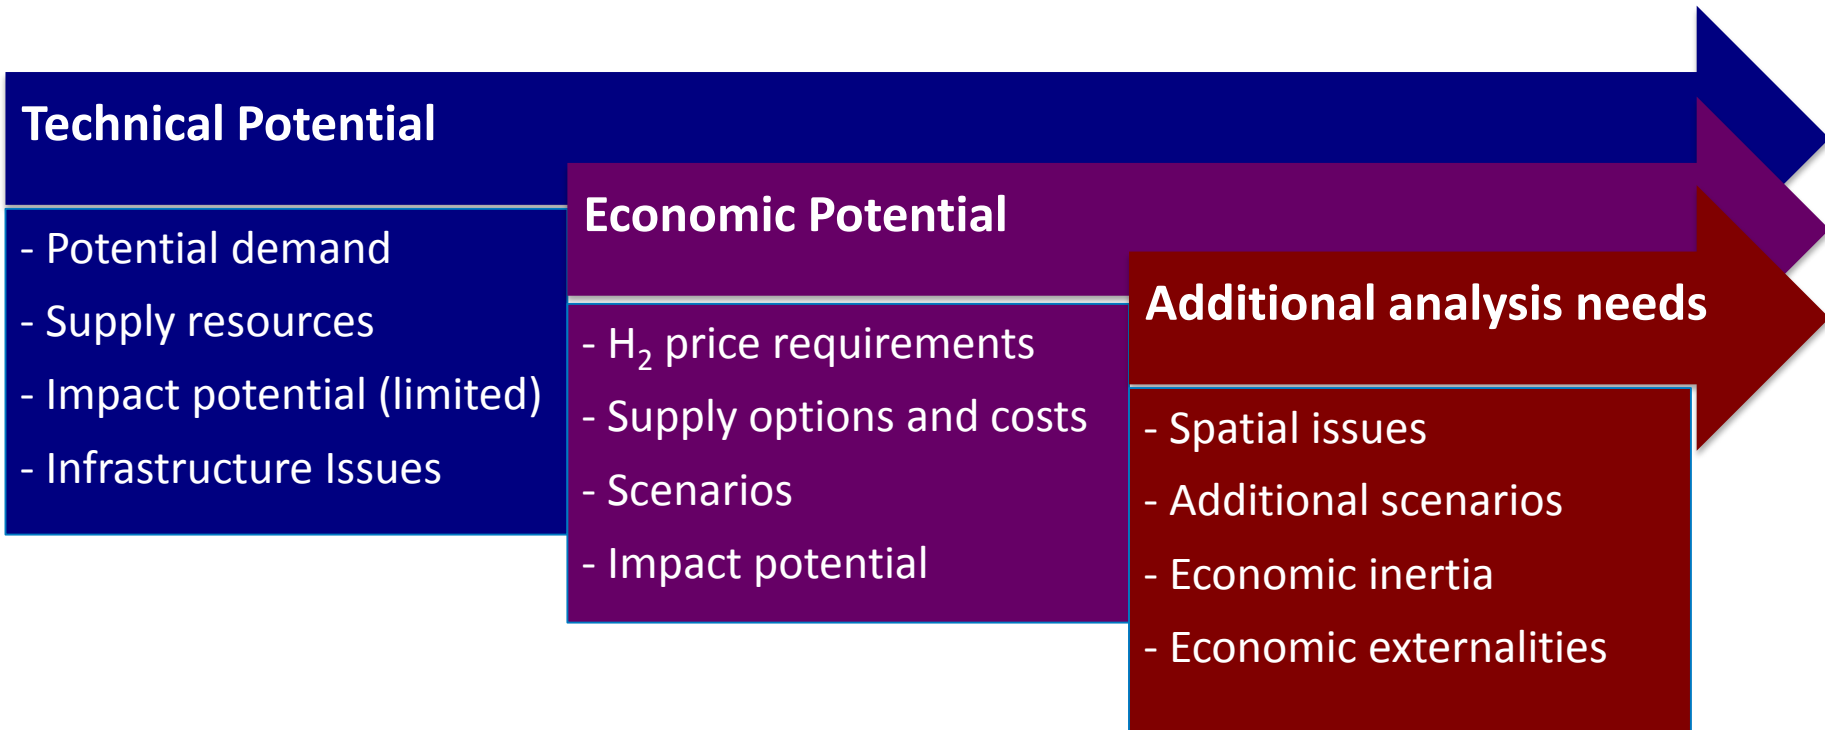 Technical Potential
- Potential demand
- Supply resources
- Impact potential (limited)
- Infrastructure Issues
Economic Potential
- H₂ price requirements
- Supply options and costs
- Scenarios
- Impact potential
Additional analysis needs
- Spatial issues
- Additional scenarios
- Economic inertia
- Economic externalities